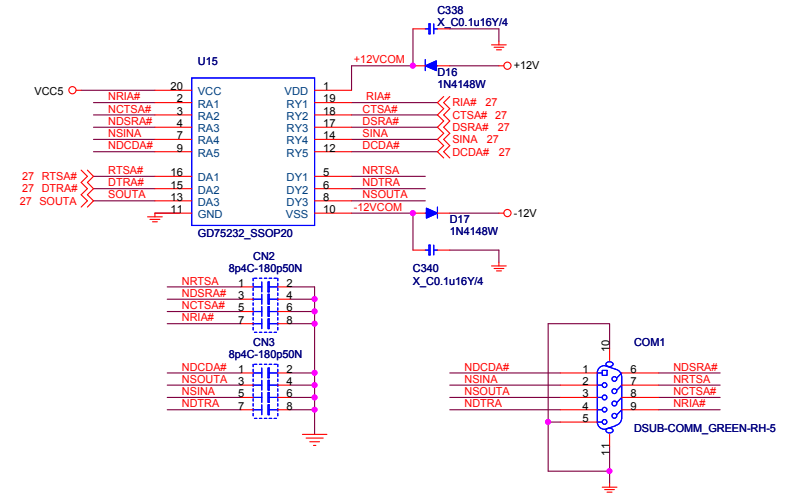 C338
X_C0.1u16Y/4
U15
+12VCOM
D16
1N4148W
+12V
VCC5
20 VCC VDD 1
NRIA# 2 RA1 RY1 19 RIA# RIA# 27
NCTSA# 3 RA2 RY2 18 CTSA# CTSA# 27
NDSRA# 4 RA3 RY3 17 DSRA# DSRA# 27
NSINA 7 RA4 RY4 14 SINA SINA 27
NDCDA# 9 RA5 RY5 12 DCDA# DCDA# 27
27 RTSA# RTSA# 16 DA1 DY1 5 NRTSA
27 DTRA# DTRA# 15 DA2 DY2 6 NDTRA
27 SOUTA SOUTA 13 DA3 DY3 8 NSOUTA
11 GND VSS 10 -12VCOM
-12V
D17
1N4148W
GD75232_SSOP20
C340
X_C0.1u16Y/4
CN2
8p4C-180p50N
NRTSA 1 2
NDSRA# 3 4
NCTSA# 5 6
NRIA# 7 8
CN3
8p4C-180p50N
NDCDA# 1 2
NSOUTA 3 4
NSINA 5 6
NDTRA 7 8
COM1
10
NDCDA# 1 6 NDSRA#
NSINA 2 7 NRTSA
NSOUTA 3 8 NCTSA#
NDTRA 4 9 NRIA#
5
DSUB-COMM_GREEN-RH-5
11